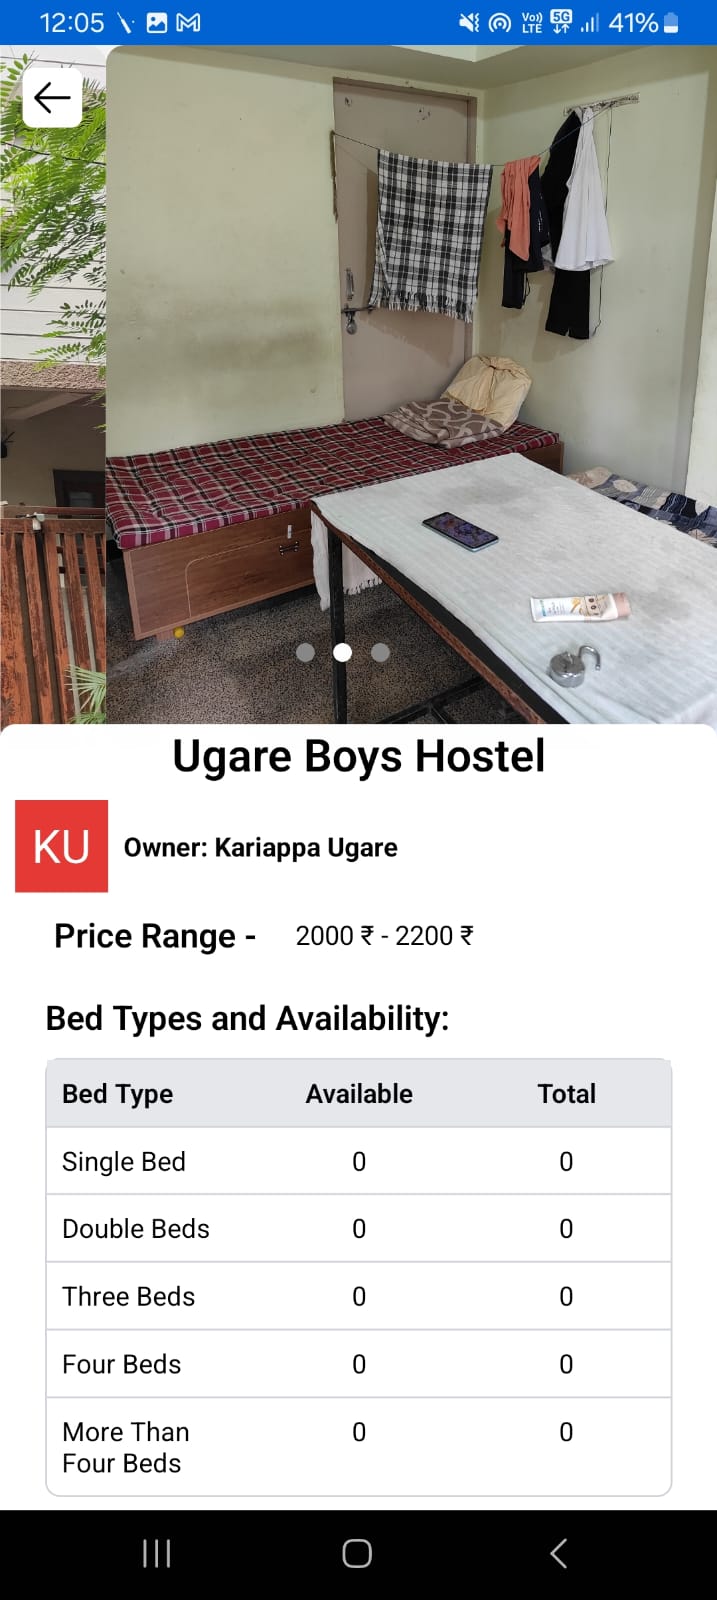 12:05
Vo)) 5G
LTE
41%
Ugare Boys Hostel
KU
Owner: Kariappa Ugare
Price Range - 2000 ₹ - 2200 ₹
Bed Types and Availability:
Bed Type Available Total
Single Bed 0 0
Double Beds 0 0
Three Beds 0 0
Four Beds 0 0
More Than 0 0
Four Beds